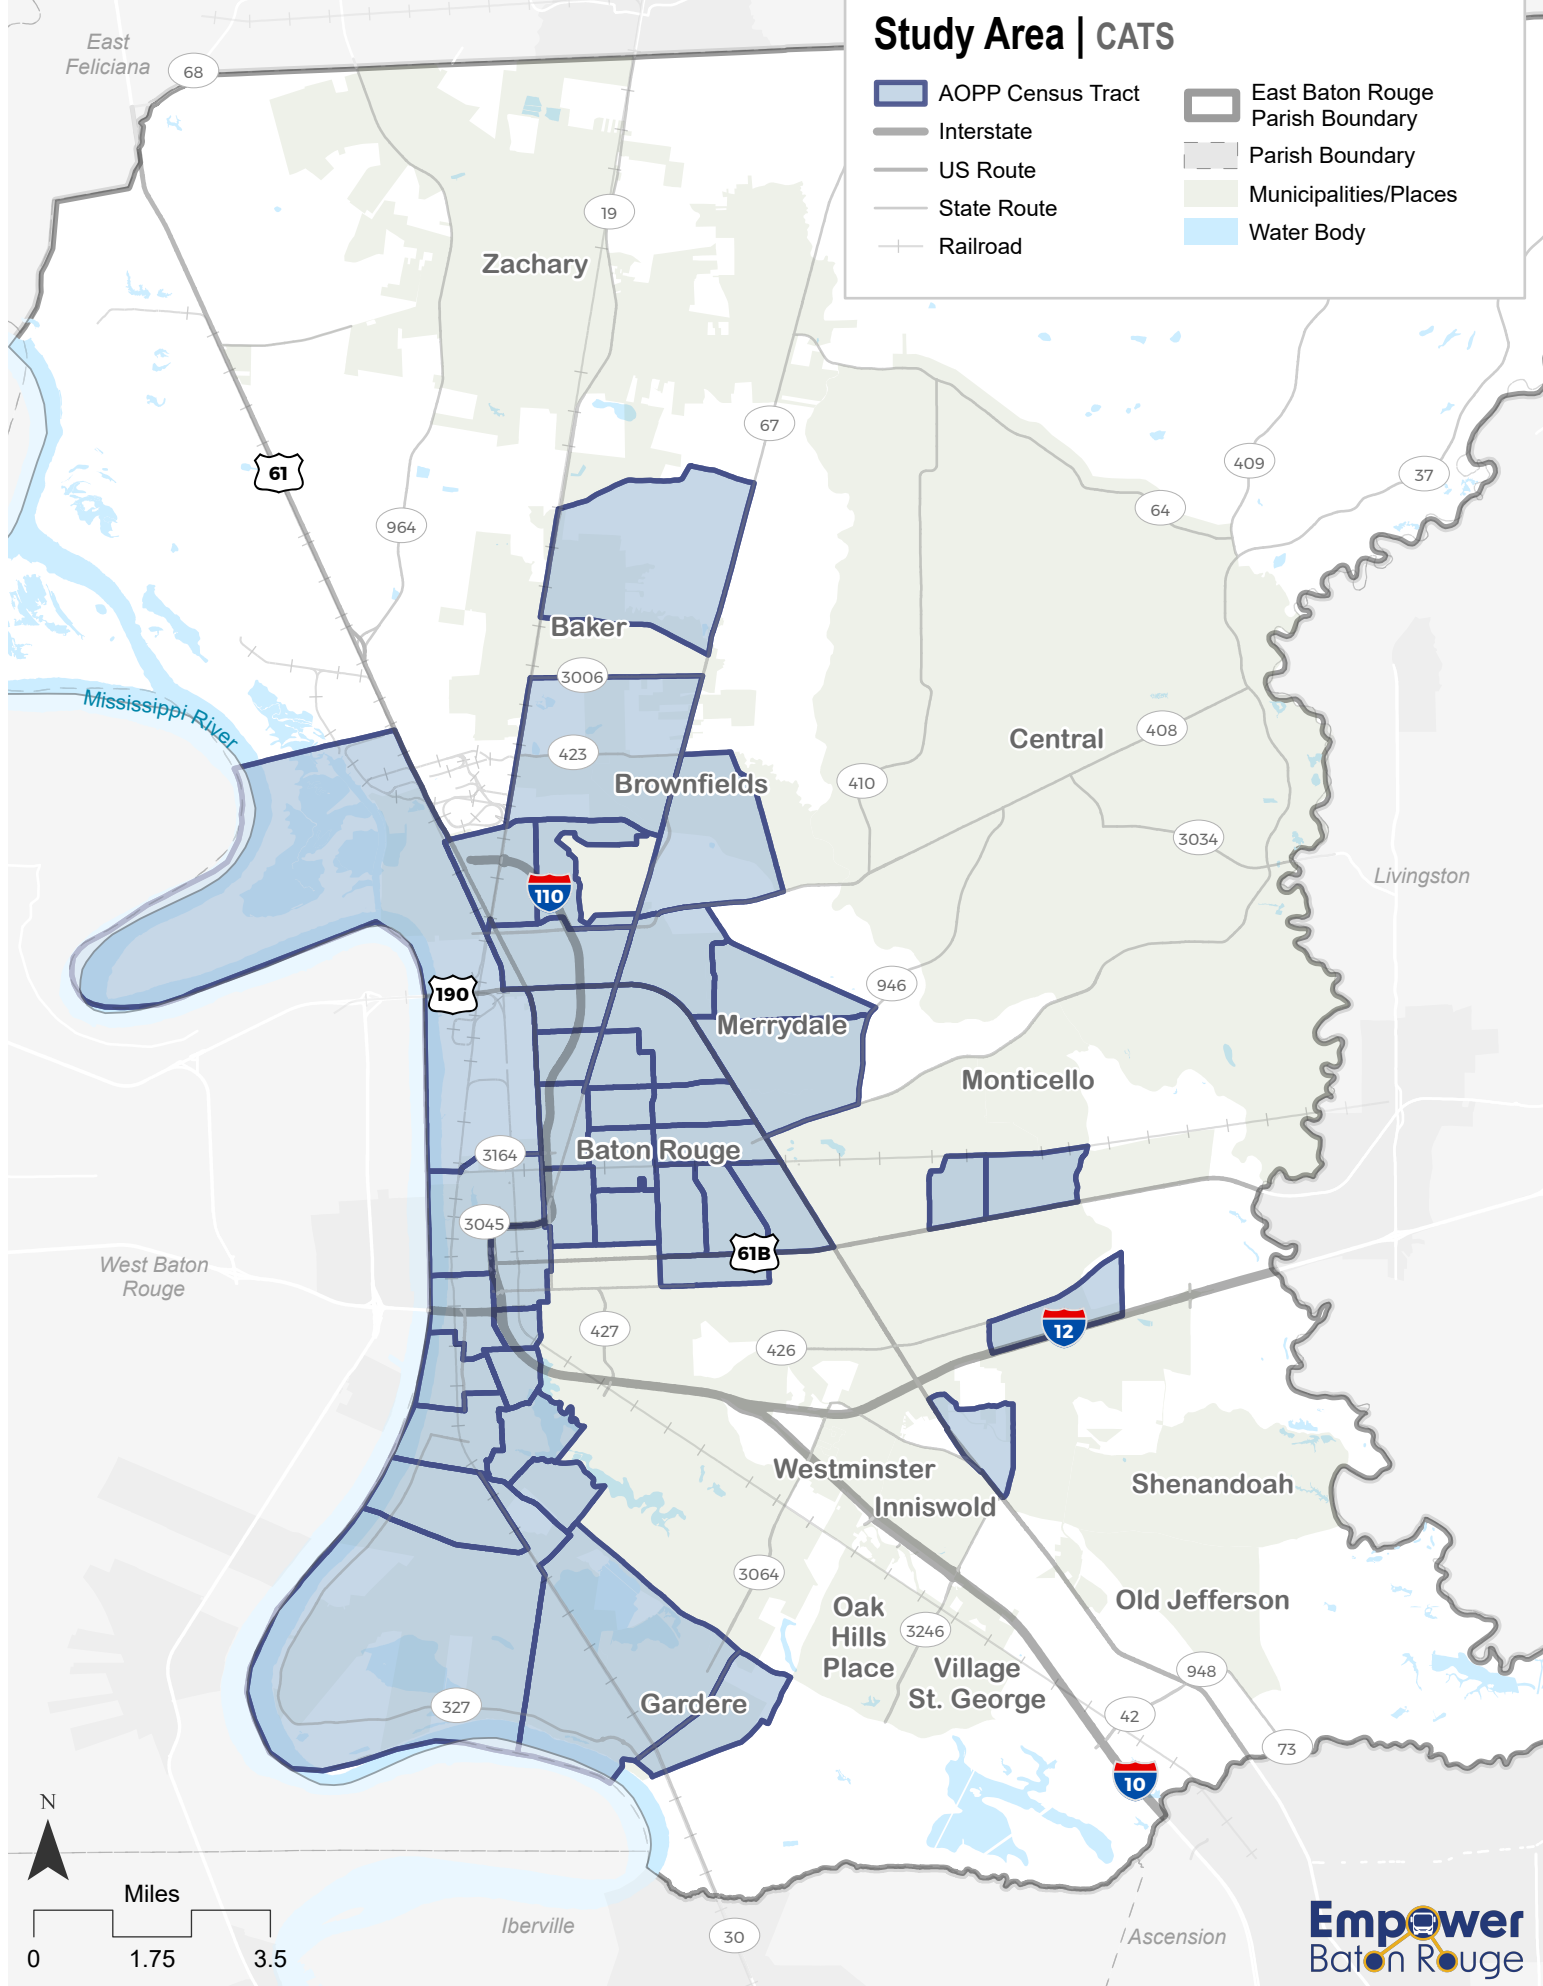 Study Area | CATS
AOPP Census Tract
Interstate
US Route
State Route
Railroad
East Baton Rouge
Parish Boundary
Parish Boundary
Municipalities/Places
Water Body
East
Feliciana
68
19
Zachary
67
61
409
37
964
64
Baker
3006
Mississippi River
423
Central
408
Brownfields
410
3034
Livingston
110
190
946
Merrydale
Monticello
3164
Baton Rouge
3045
61B
West Baton
Rouge
427
12
426
Westminster
Inniswold
Shenandoah
3064
Old Jefferson
Oak
Hills
Place
3246
Village
St. George
948
327
Gardere
42
73
10
N
Miles
0
1.75
3.5
Iberville
30
Ascension
Empower
Baton Rouge